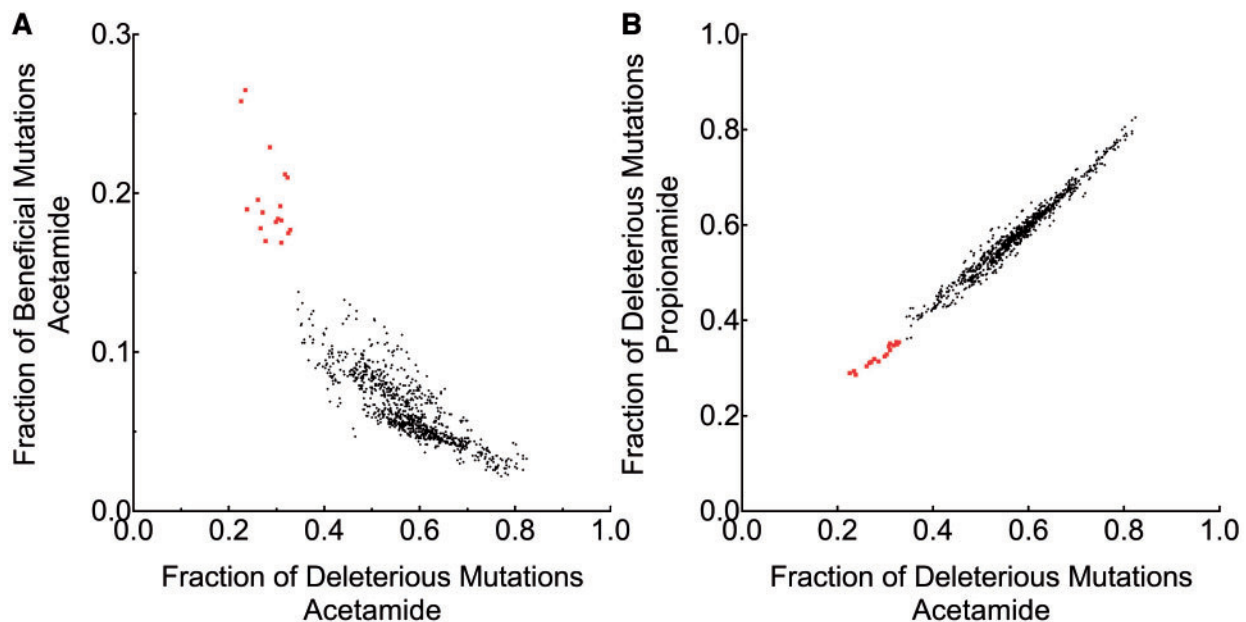 A
0.3
0.2
0.1
0.0
Fraction of Beneficial Mutations
Acetamide
0.0 0.2 0.4 0.6 0.8 1.0
Fraction of Deleterious Mutations
Acetamide
B
1.0
0.8
0.6
0.4
0.2
0.0
Fraction of Deleterious Mutations
Propionamide
0.0 0.2 0.4 0.6 0.8 1.0
Fraction of Deleterious Mutations
Acetamide